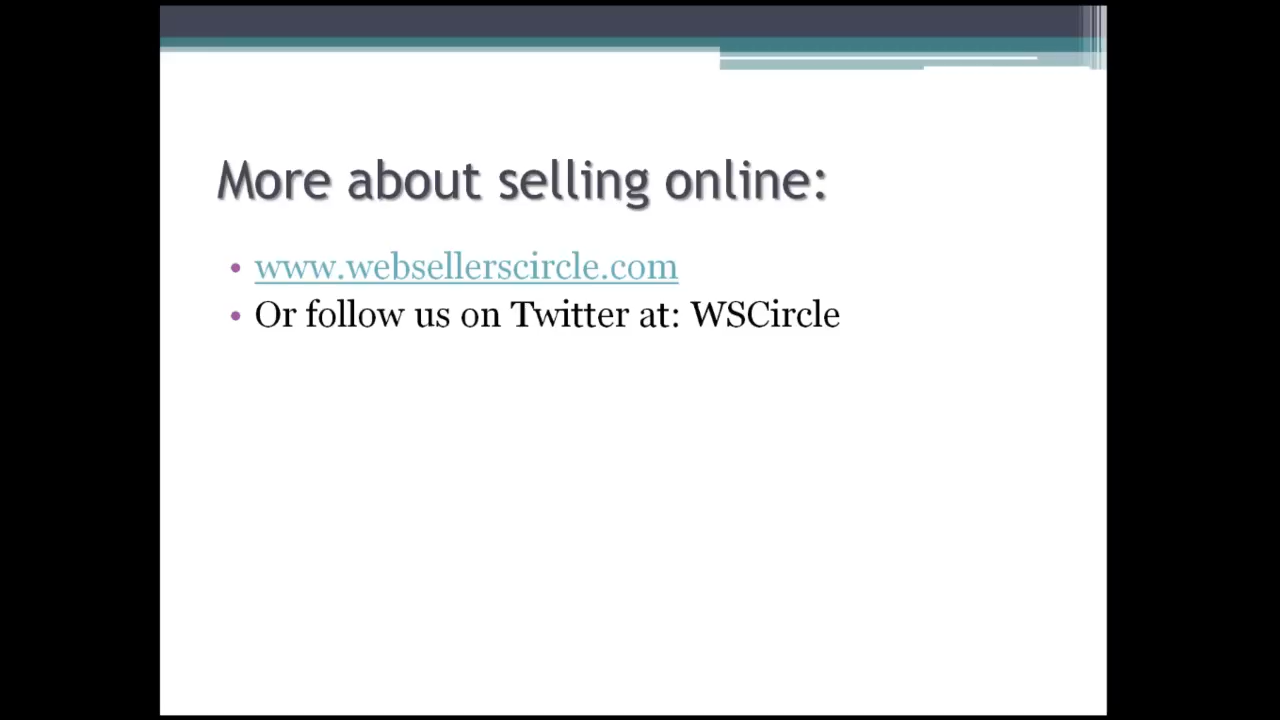 More about selling online:
• www.websellerscircle.com
• Or follow us on Twitter at: WSCircle